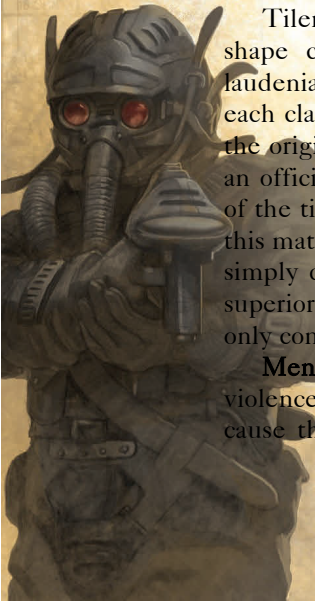 Tiler
shape c
laudenia
each cla
the origi
an offici
of the ti
this mat
simply d
superior
only con
Men
violence
cause th